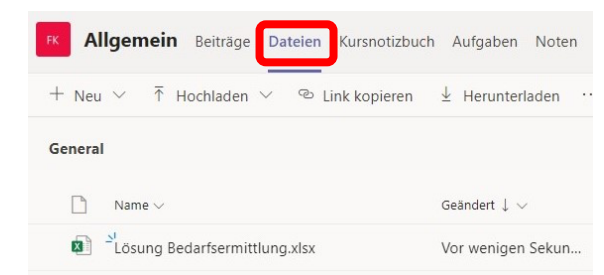 FK Allgemein Beiträge Dateien Kursnotizbuch Aufgaben Noten
+ Neu Hochladen Link kopieren Herunterladen ··
General
Name Geändert ↓
Lösung Bedarfsermittlung.xlsx Vor wenigen Sekun...